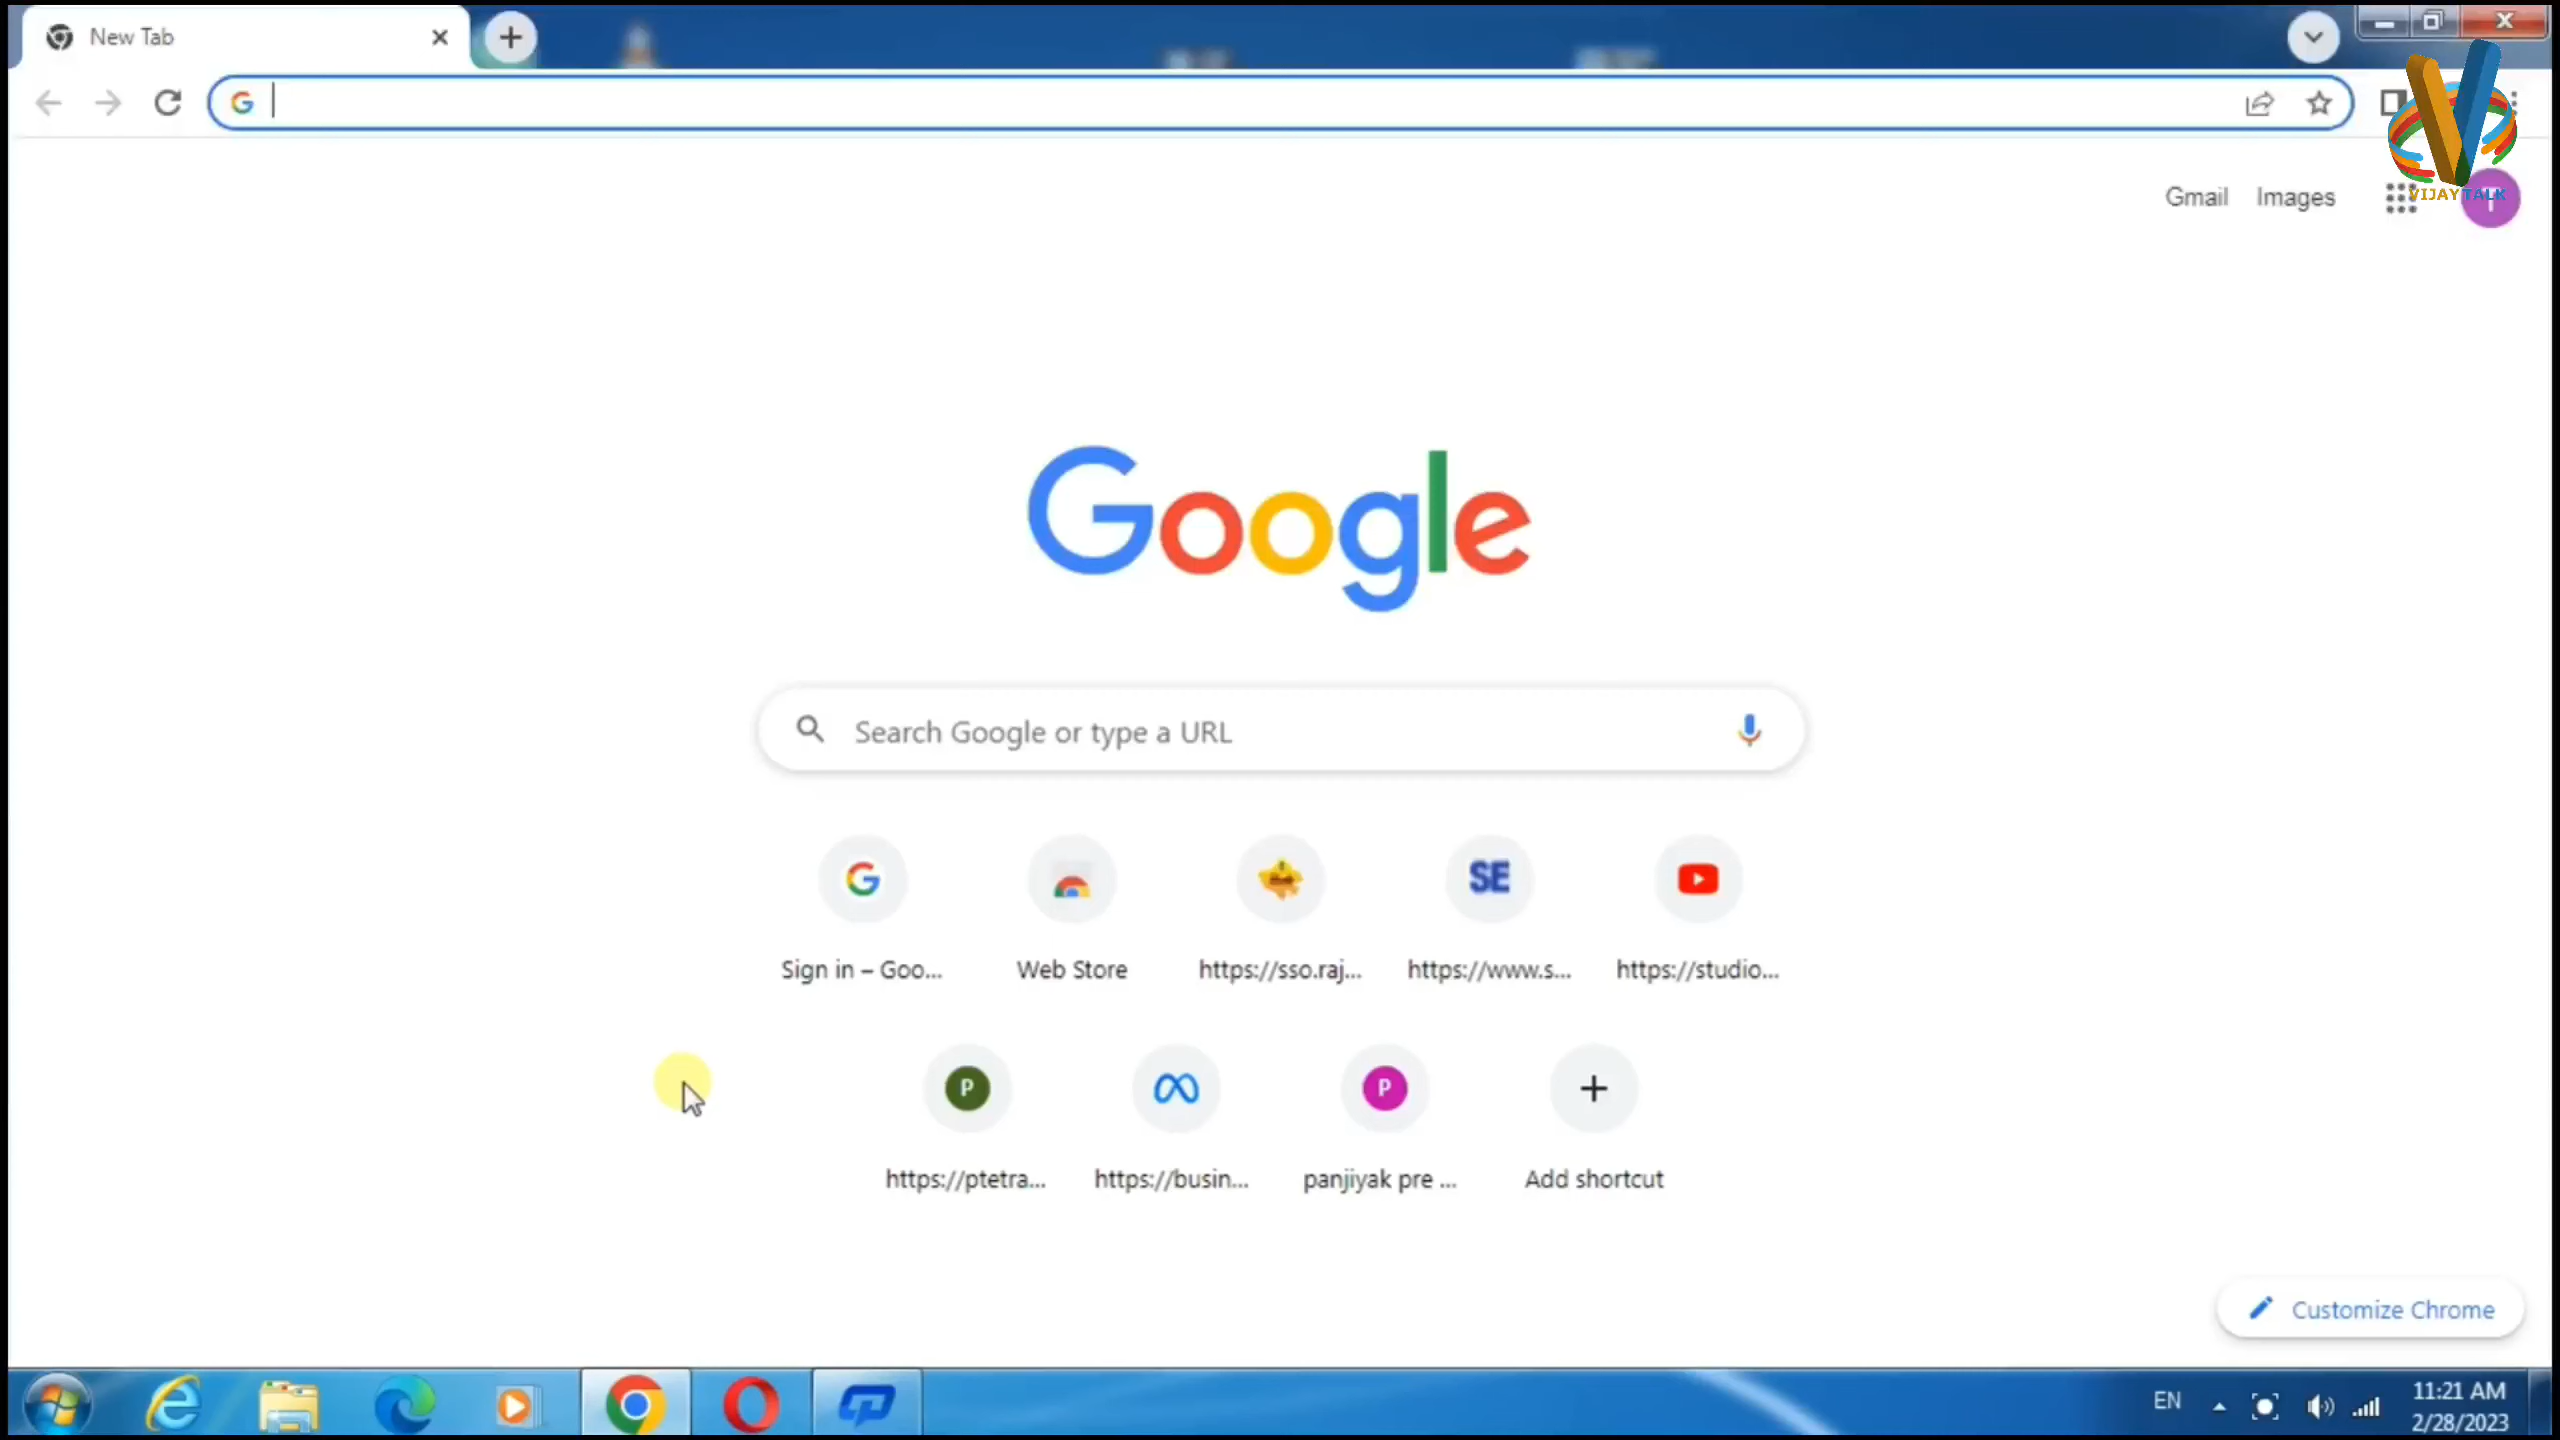 New Tab
VIJAY TALK
Gmail Images
Google
Search Google or type a URL
SE
Sign in – Goo... Web Store https://sso.raj... https://www.s... https://studio...
P P
https://ptetra... https://busin... panjiyak pre ... Add shortcut
Customize Chrome
EN 11:21 AM
2/28/2023